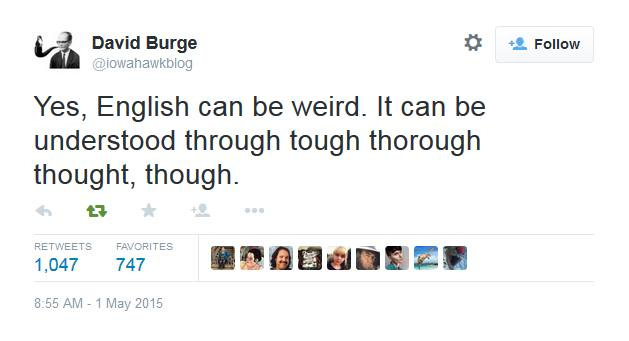 David Burge
@iowahawkblog
Follow
Yes, English can be weird. It can be
understood through tough thorough
thought, though.
RETWEETS FAVORITES
1,047 747
8:55 AM - 1 May 2015